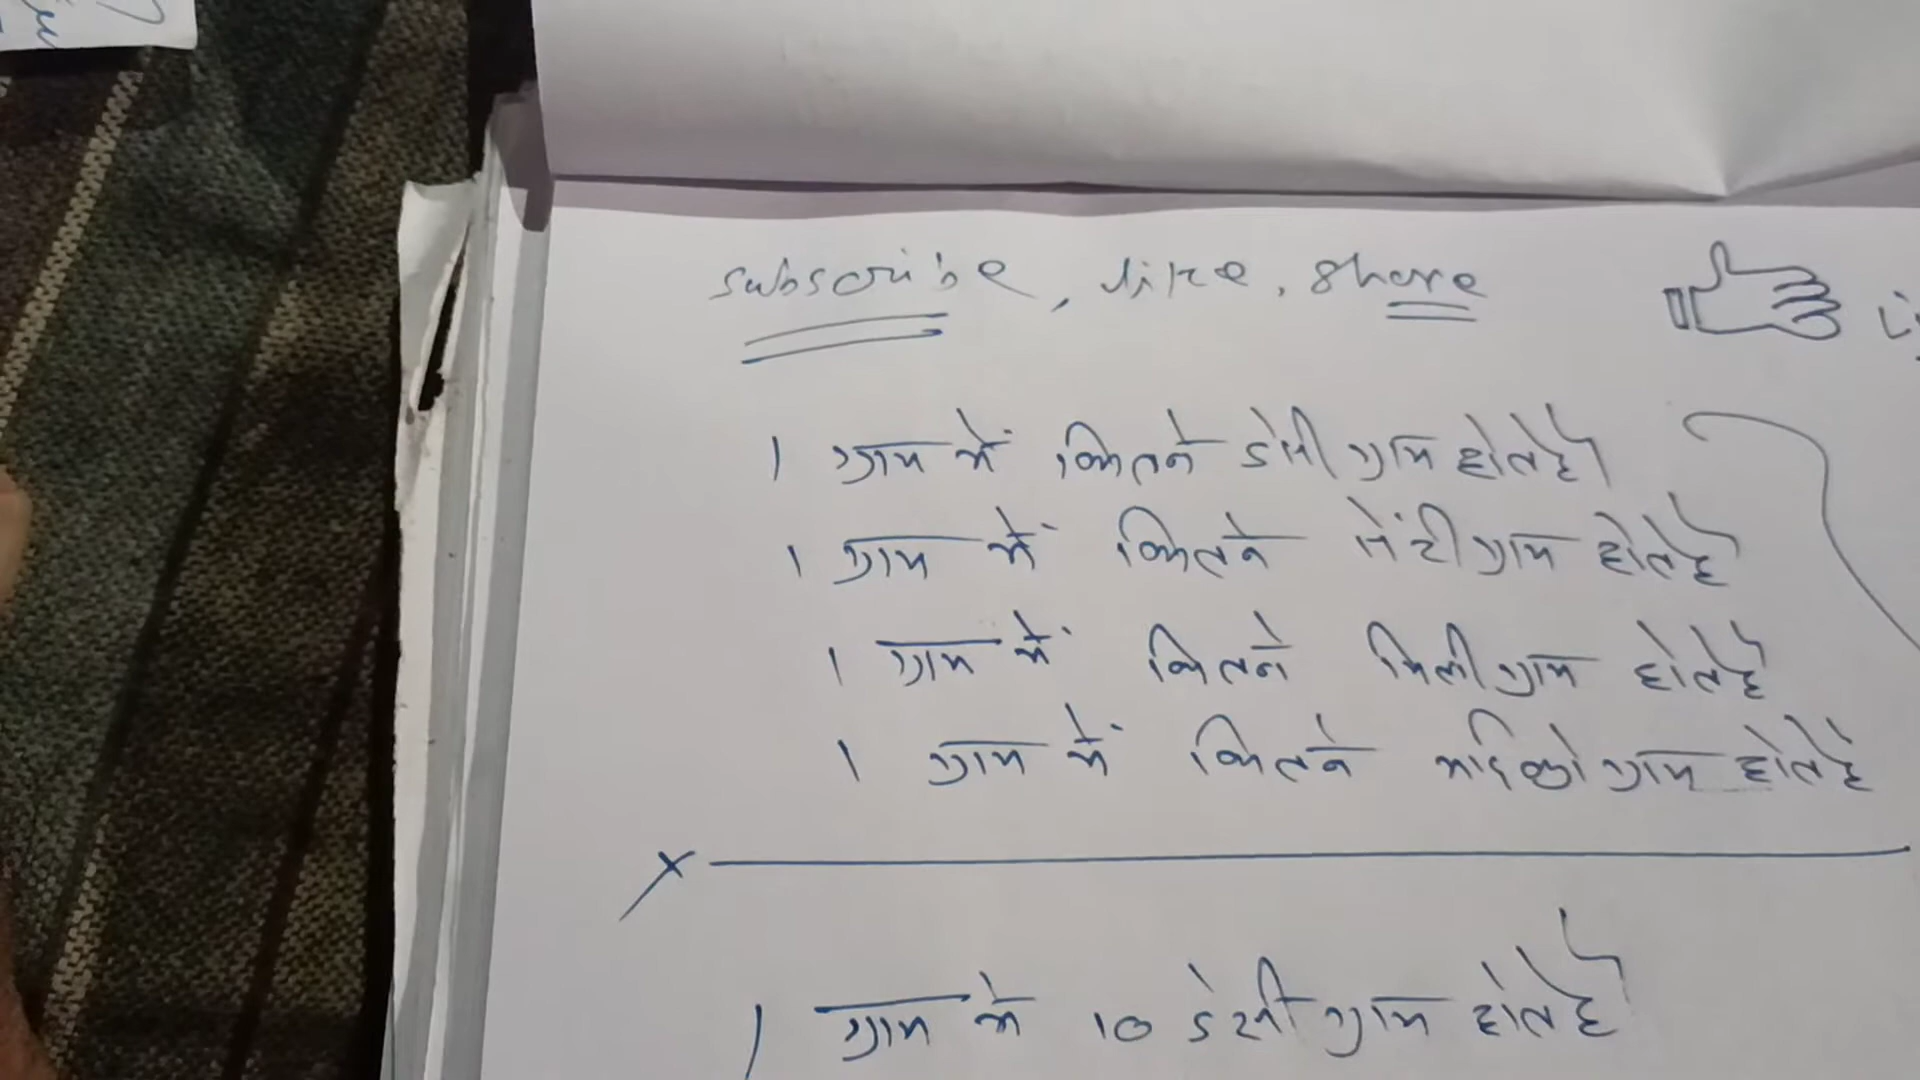 subscribe, like, share
1 ग्राम में कितने डेसी ग्राम होते है
1 ग्राम में कितने सेंटी ग्राम होते है
1 ग्राम में कितने मिली ग्राम होते है
1 ग्राम में कितने माइक्रो ग्राम होते है
1 ग्राम मे 10 डेसी ग्राम होते है